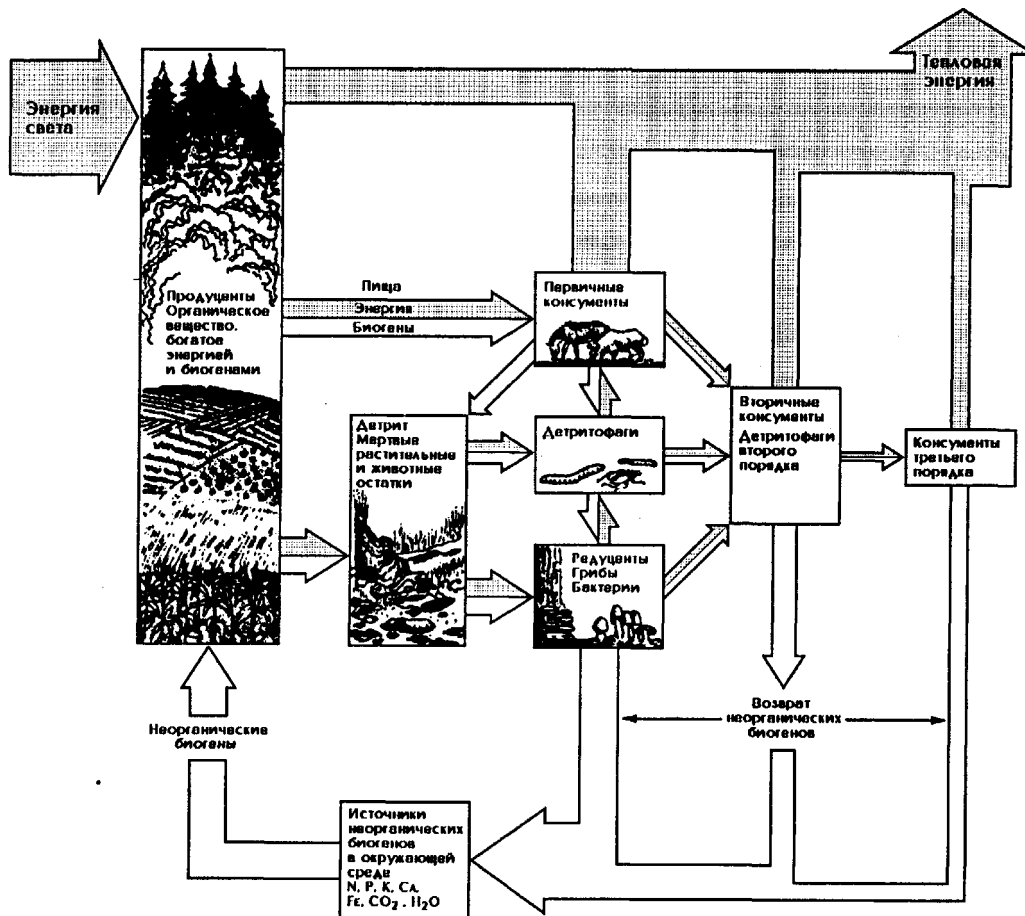 Энергия
света
Тепловая
энергия
Продуценты
Органическое
вещество,
богатое
энергией
и биогенами
Пища
Энергия
Биогены
Первичные
консументы
Детрит
Мертвые
растительные
и животные
остатки
Детритофаги
Вторичные
консументы
Детритофаги
второго
порядка
Консументы
третьего
порядка
Редуценты
Грибы
Бактерии
Неорганические
биогены
Возврат
неорганических
биогенов
Источники
неорганических
биогенов
в окружающей
среде
N, P, K, CA,
FE, CO₂, H₂O